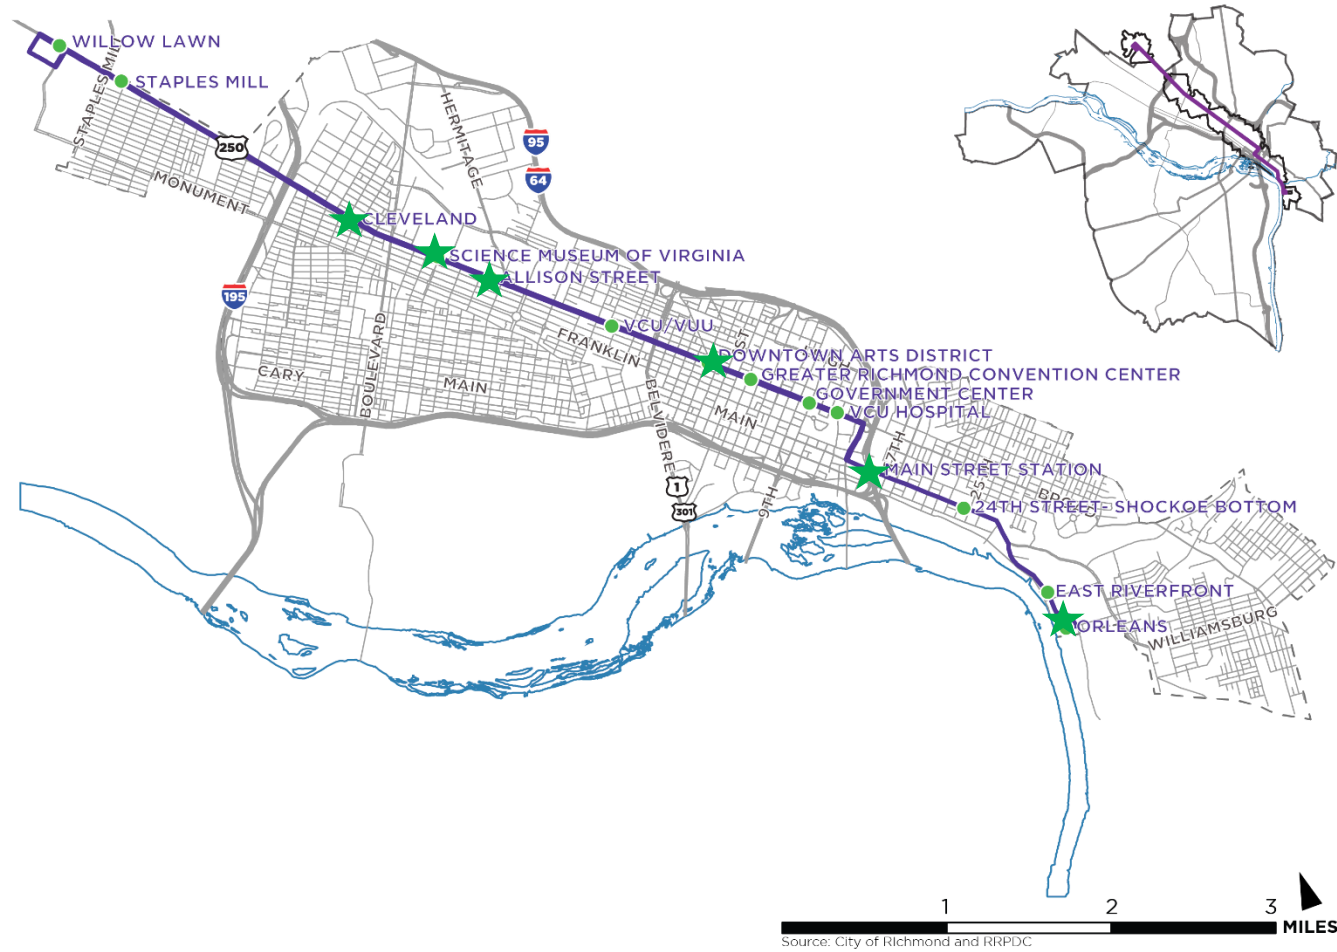 WILLOW LAWN
STAPLES MILL
STAPLES MILL
250
95
64
HERMITAGE
MONUMENT
CLEVELAND
SCIENCE MUSEUM OF VIRGINIA
ALLISON STREET
195
BOULEVARD
VCU/VUU
FRANKLIN
DOWNTOWN ARTS DISTRICT
GREATER RICHMOND CONVENTION CENTER
CARY
MAIN
BELVIDERE
GOVERNMENT CENTER
MAIN
VCU HOSPITAL
17TH
MAIN STREET STATION
25TH
1
301
9TH
24TH STREET- SHOCKOE BOTTOM
EAST RIVERFRONT
ORLEANS
WILLIAMSBURG
1 2 3
MILES
Source: City of Richmond and RRPDC